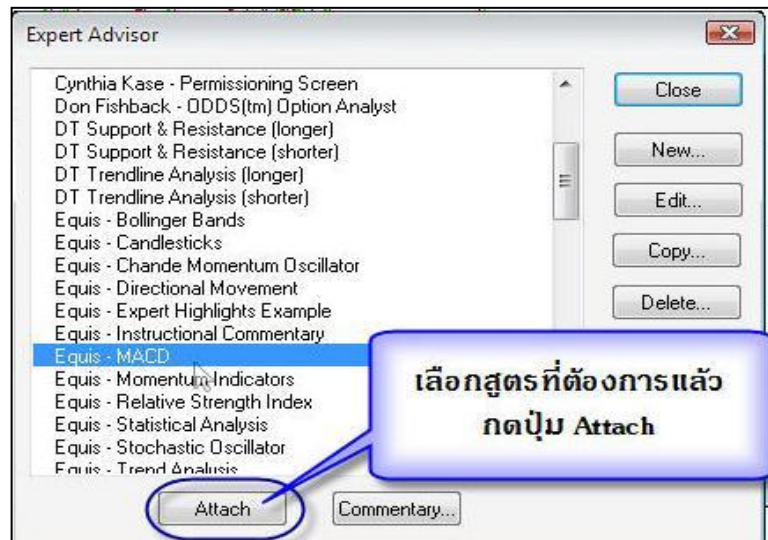 Expert Advisor
Cynthia Kase - Permissioning Screen
Don Fishback - ODDS(tm) Option Analyst
DT Support & Resistance (longer)
DT Support & Resistance (shorter)
DT Trendline Analysis (longer)
DT Trendline Analysis (shorter)
Equis - Bollinger Bands
Equis - Candlesticks
Equis - Chande Momentum Oscillator
Equis - Directional Movement
Equis - Expert Highlights Example
Equis - Instructional Commentary
Equis - MACD
Equis - Momentum Indicators
Equis - Relative Strength Index
Equis - Statistical Analysis
Equis - Stochastic Oscillator
Equis - Trend Analysis
Close
New...
Edit...
Copy...
Delete...
เลือกสูตรที่ต้องการแล้ว
กดปุ่ม Attach
Attach
Commentary...